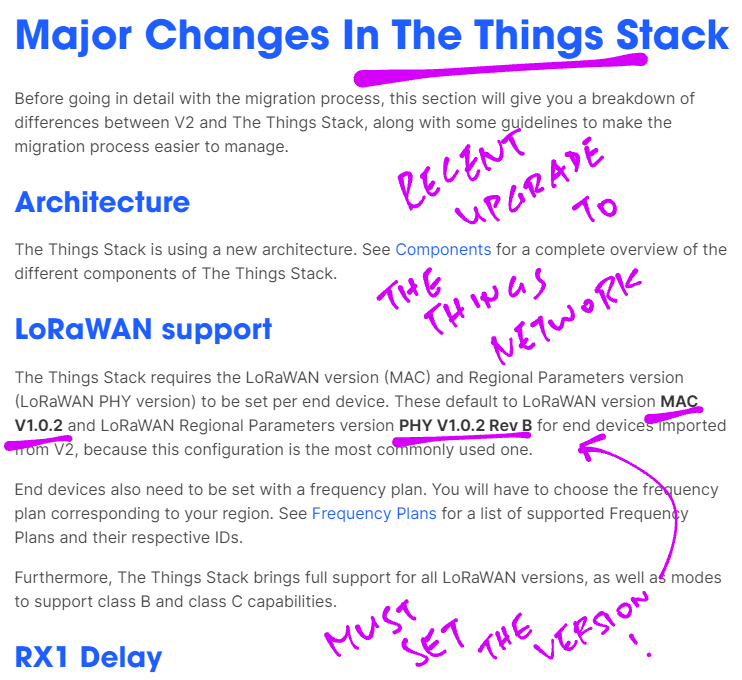 Major Changes In The Things Stack
Before going in detail with the migration process, this section will give you a breakdown of
differences between V2 and The Things Stack, along with some guidelines to make the
migration process easier to manage.
RECENT
UPGRADE
TO
Architecture
The Things Stack is using a new architecture. See Components for a complete overview of the
different components of The Things Stack.
THE
THINGS
NETWORK
LoRaWAN support
The Things Stack requires the LoRaWAN version (MAC) and Regional Parameters version
(LoRaWAN PHY version) to be set per end device. These default to LoRaWAN version MAC
V1.0.2 and LoRaWAN Regional Parameters version PHY V1.0.2 Rev B for end devices imported
from V2, because this configuration is the most commonly used one.
End devices also need to be set with a frequency plan. You will have to choose the frequency
plan corresponding to your region. See Frequency Plans for a list of supported Frequency
Plans and their respective IDs.
Furthermore, The Things Stack brings full support for all LoRaWAN versions, as well as modes
to support class B and class C capabilities.
MUST SET THE VERSION!
RX1 Delay